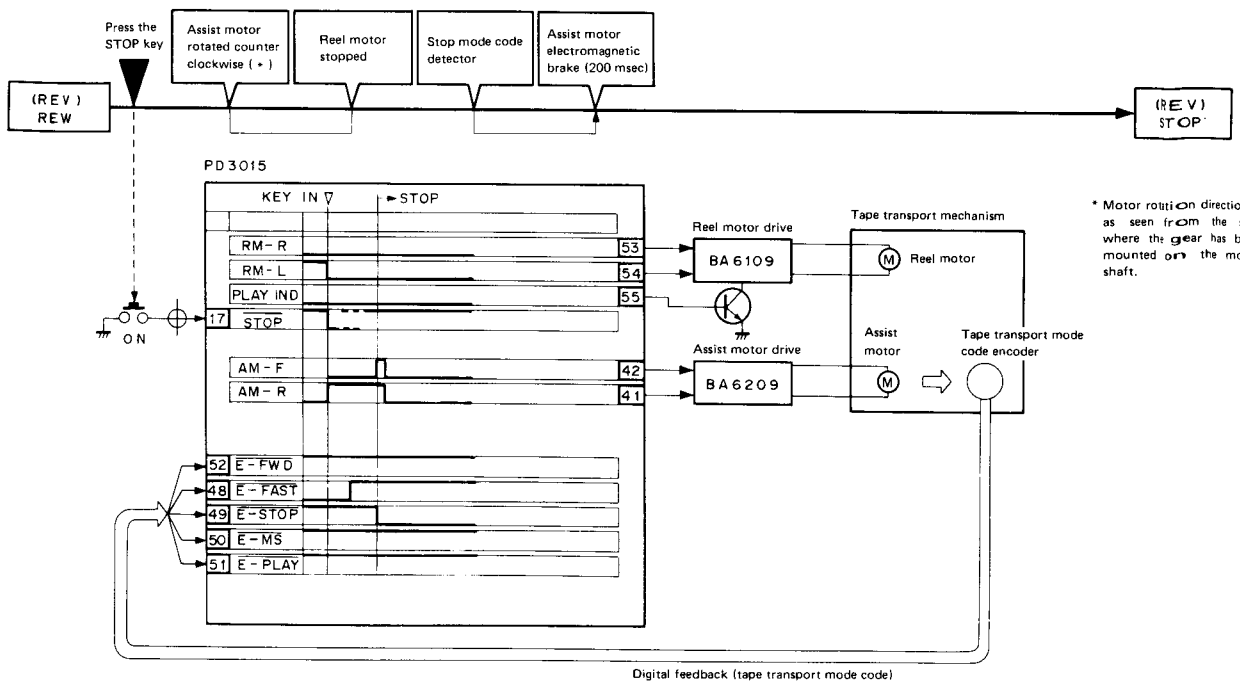 Press the
STOP key
Assist motor
rotated counter
clockwise ( + )
Reel motor
stopped
Stop mode code
detector
Assist motor
electromagnetic
brake (200 msec)
(REV)
REW
(REV)
STOP
PD3015
KEY IN
STOP
RM-R
53
RM-L
54
PLAY IND
55
17
STOP
ON
AM-F
42
AM-R
41
52 E-FWD
48 E-FAST
49 E-STOP
50 E-MS
51 E-PLAY
Reel motor drive
BA6109
Assist motor drive
BA6209
Tape transport mechanism
M
Reel motor
Assist
motor
M
Tape transport mode
code encoder
* Motor rotation directio
as seen from the s
where the gear has b
mounted on the mo
shaft.
Digital feedback (tape transport mode code)